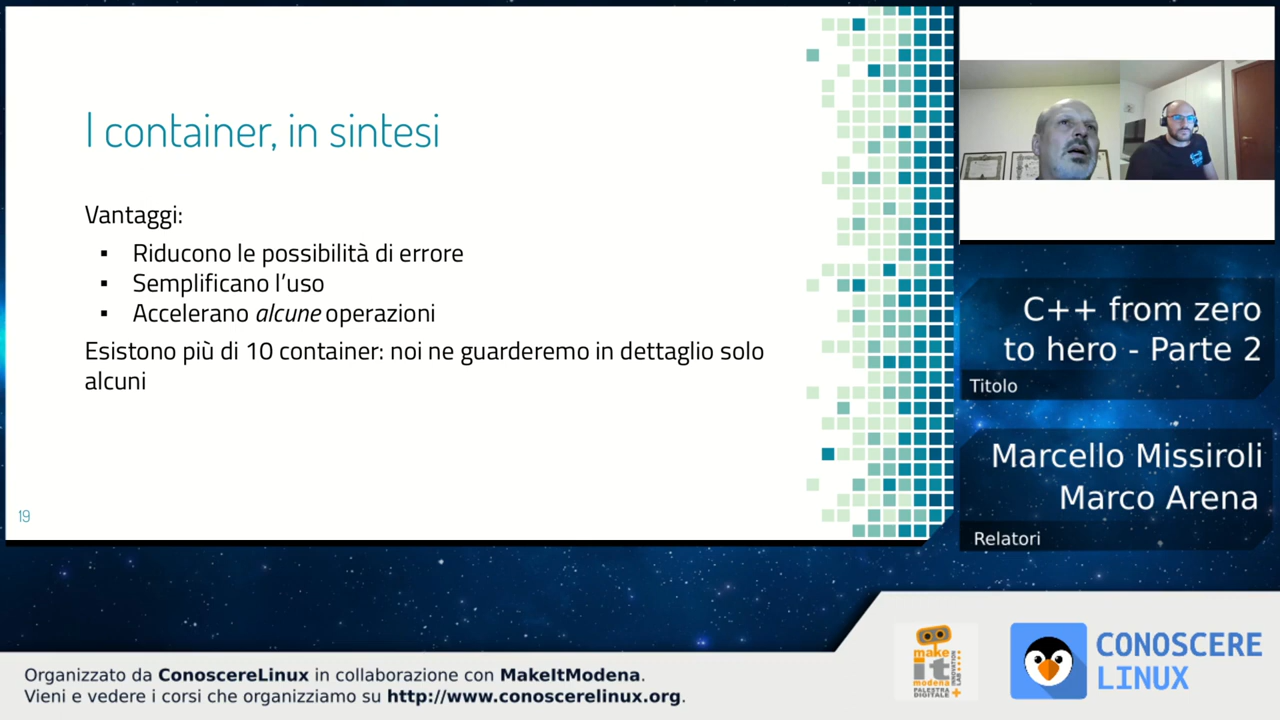 I container, in sintesi
Vantaggi:
▪ Riducono le possibilità di errore
▪ Semplificano l'uso
▪ Accelerano alcune operazioni
Esistono più di 10 container: noi ne guarderemo in dettaglio solo
alcuni
19
C++ from zero
to hero - Parte 2
Titolo
Marcello Missiroli
Marco Arena
Relatori
Organizzato da ConoscereLinux in collaborazione con MakeItModena.
Vieni e vedere i corsi che organizziamo su http://www.conoscerelinux.org.
make
it
modena
PALESTRA
DIGITALE
INNOVATION
LAB
CONOSCERE
LINUX